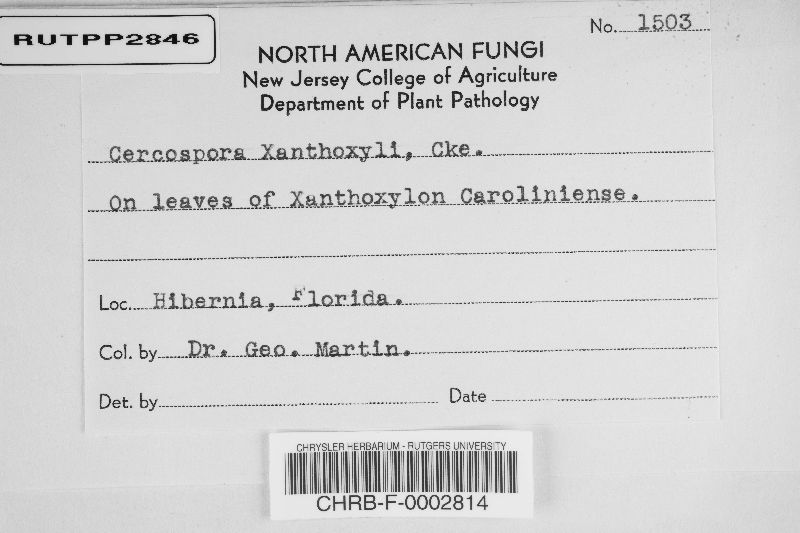 RUTPP2846
No. 1503
NORTH AMERICAN FUNGI
New Jersey College of Agriculture
Department of Plant Pathology
Cercospora Xanthoxyli, Cke.
On leaves of Xanthoxylon Caroliniense.
Loc. Hibernia, Florida.
Col. by Dr. Geo. Martin.
Det. by Date
CHRYSLER HERBARIUM - RUTGERS UNIVERSITY
CHRB-F-0002814